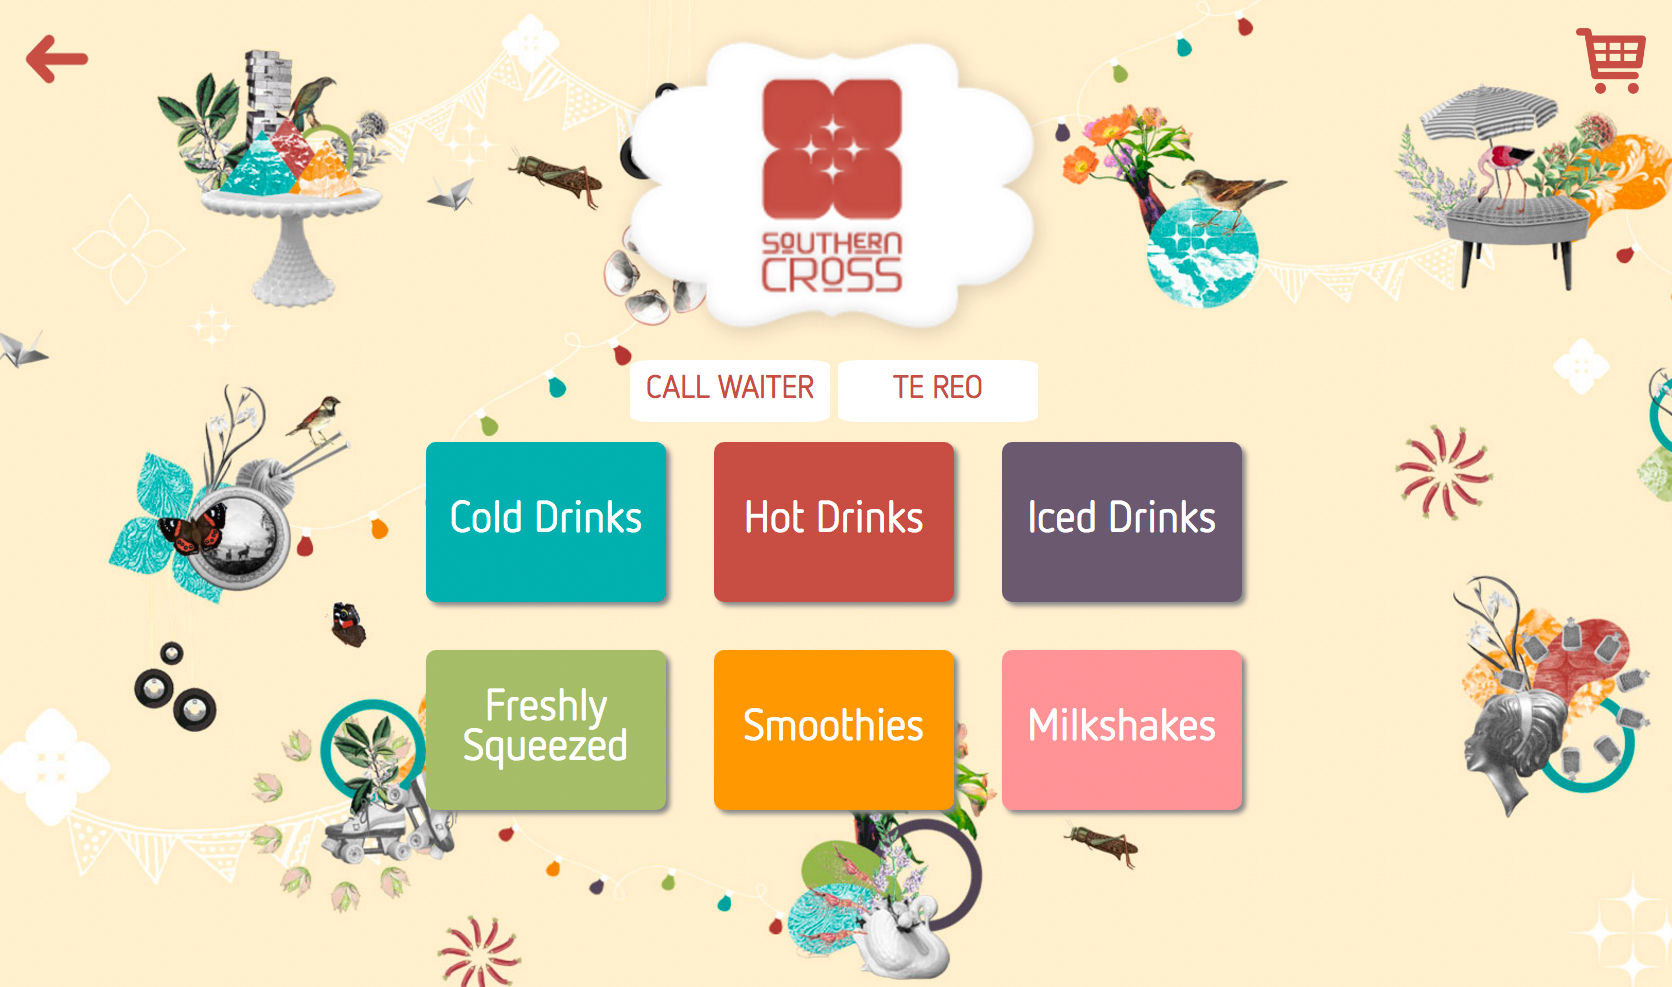 SOUTHERN
CROSS
CALL WAITER
TE REO
Cold Drinks
Hot Drinks
Iced Drinks
Freshly
Squeezed
Smoothies
Milkshakes